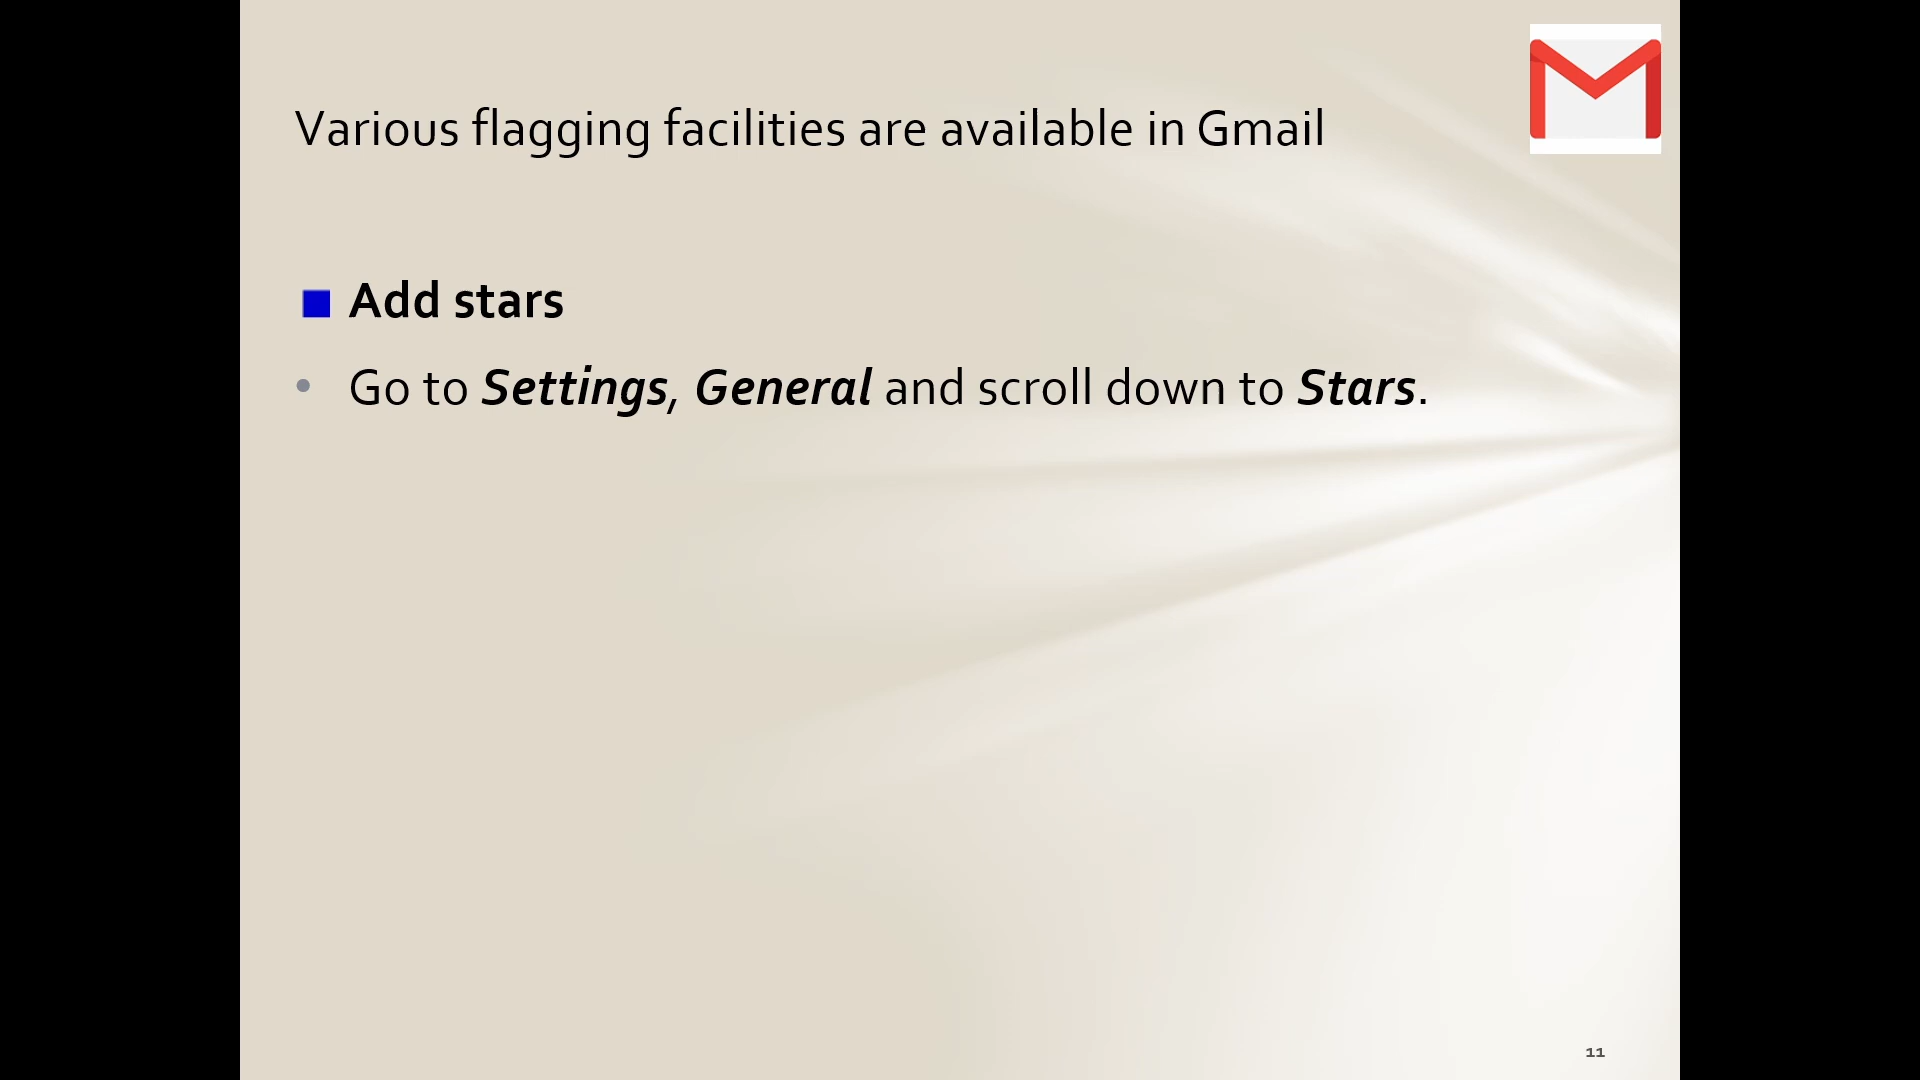 Various flagging facilities are available in Gmail
Add stars
Go to Settings, General and scroll down to Stars.
11